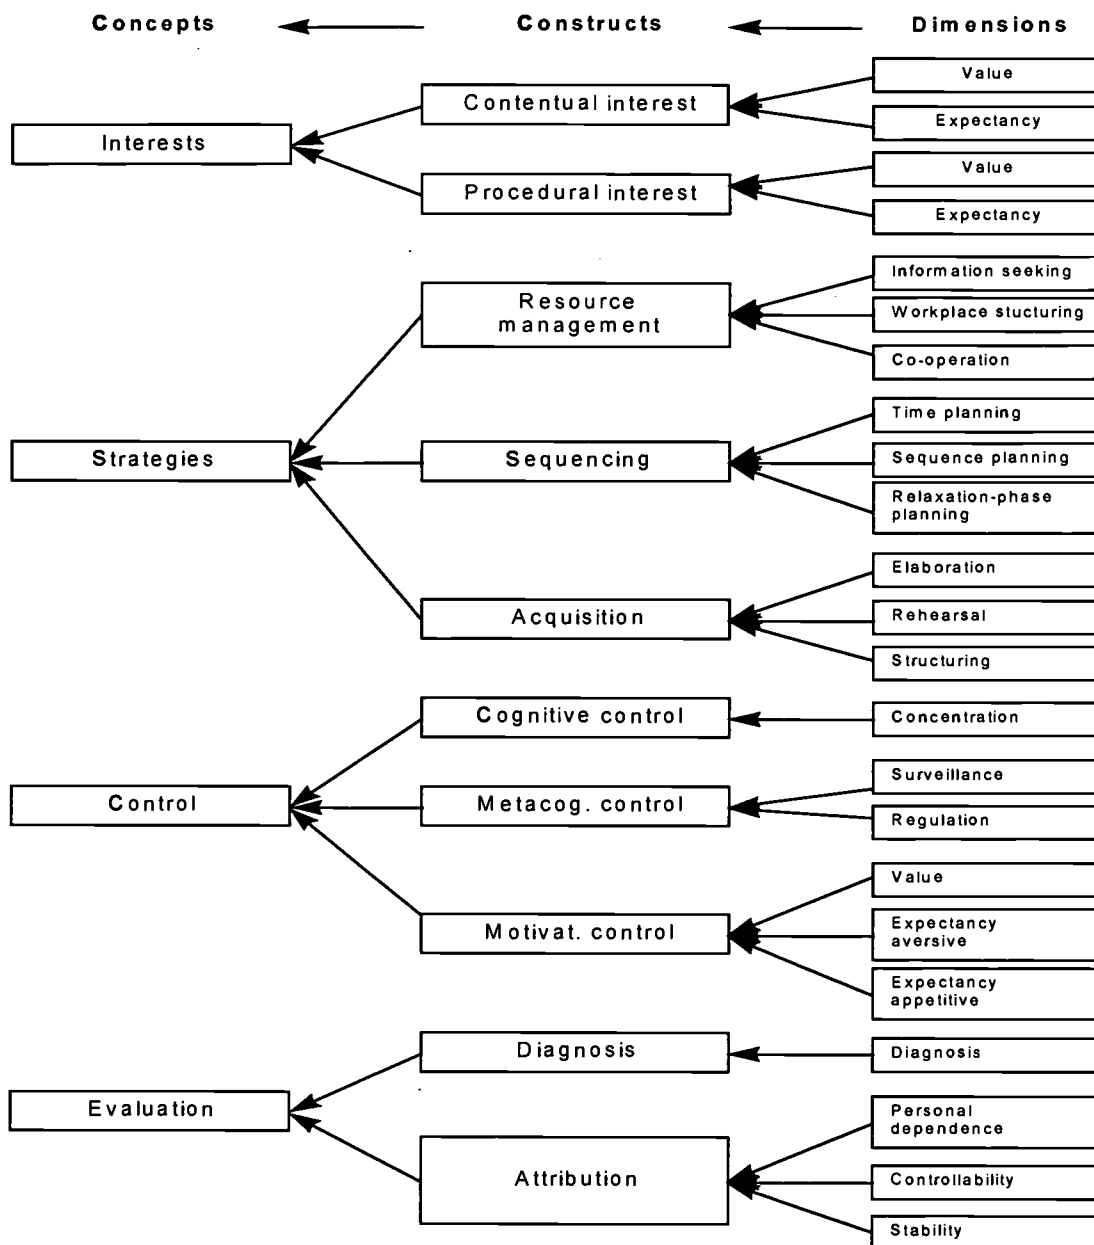 Concepts Constructs Dimensions
Value
Contentual interest
Expectancy
Interests
Value
Procedural interest
Expectancy
Information seeking
Resource
management
Workplace stucturing
Co-operation
Time planning
Strategies
Sequencing
Sequence planning
Relaxation-phase
planning
Elaboration
Acquisition
Rehearsal
Structuring
Cognitive control
Concentration
Surveillance
Control
Metacog. control
Regulation
Value
Motivat. control
Expectancy
aversive
Expectancy
appetitive
Diagnosis
Diagnosis
Evaluation
Personal
dependence
Attribution
Controllability
Stability